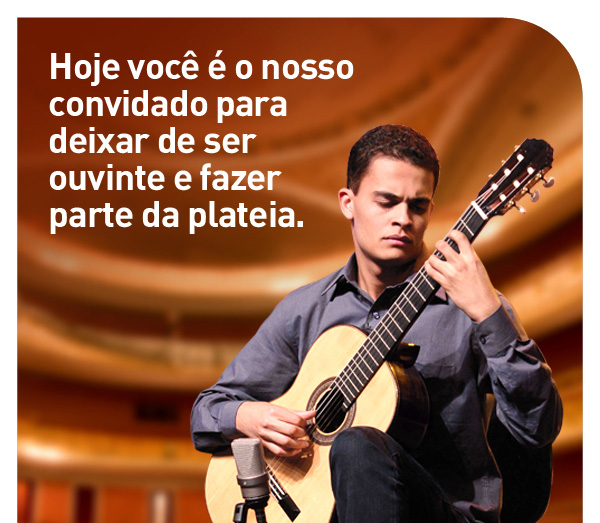 Hoje você é o nosso
convidado para
deixar de ser
ouvinte e fazer
parte da plateia.